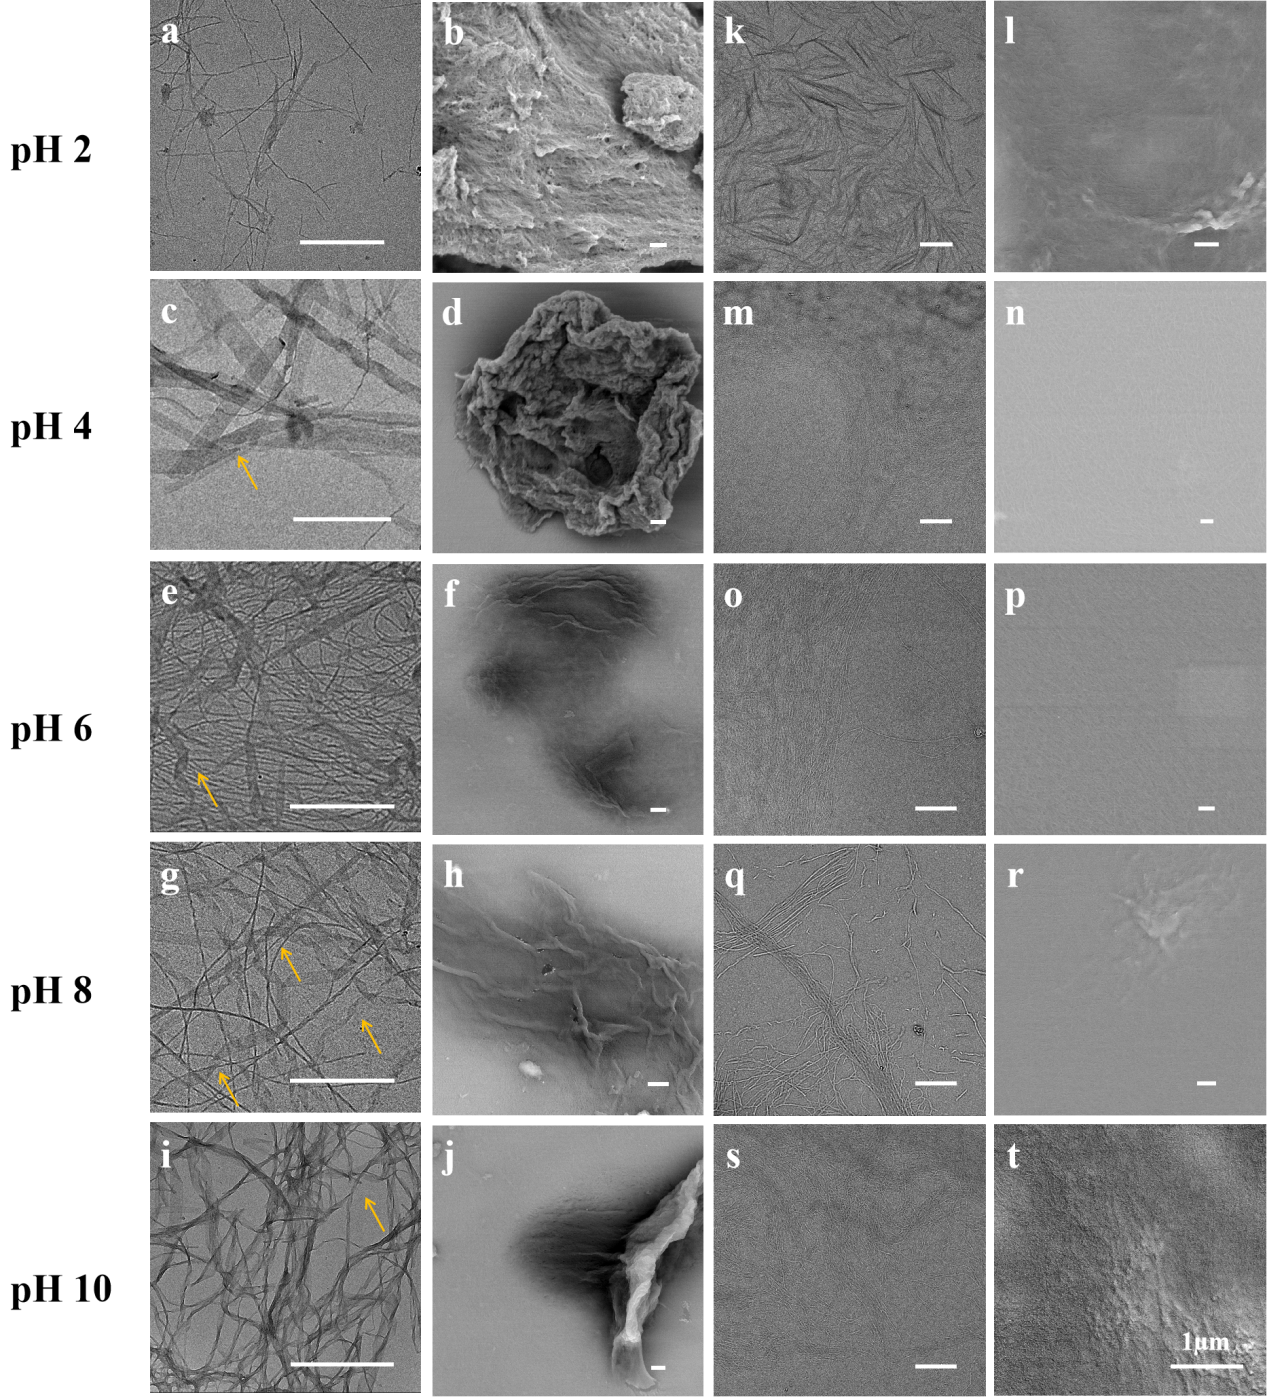 a b k l
pH 2
c d m n
pH 4
e f o p
pH 6
g h q r
pH 8
i j s t
pH 10
1μm